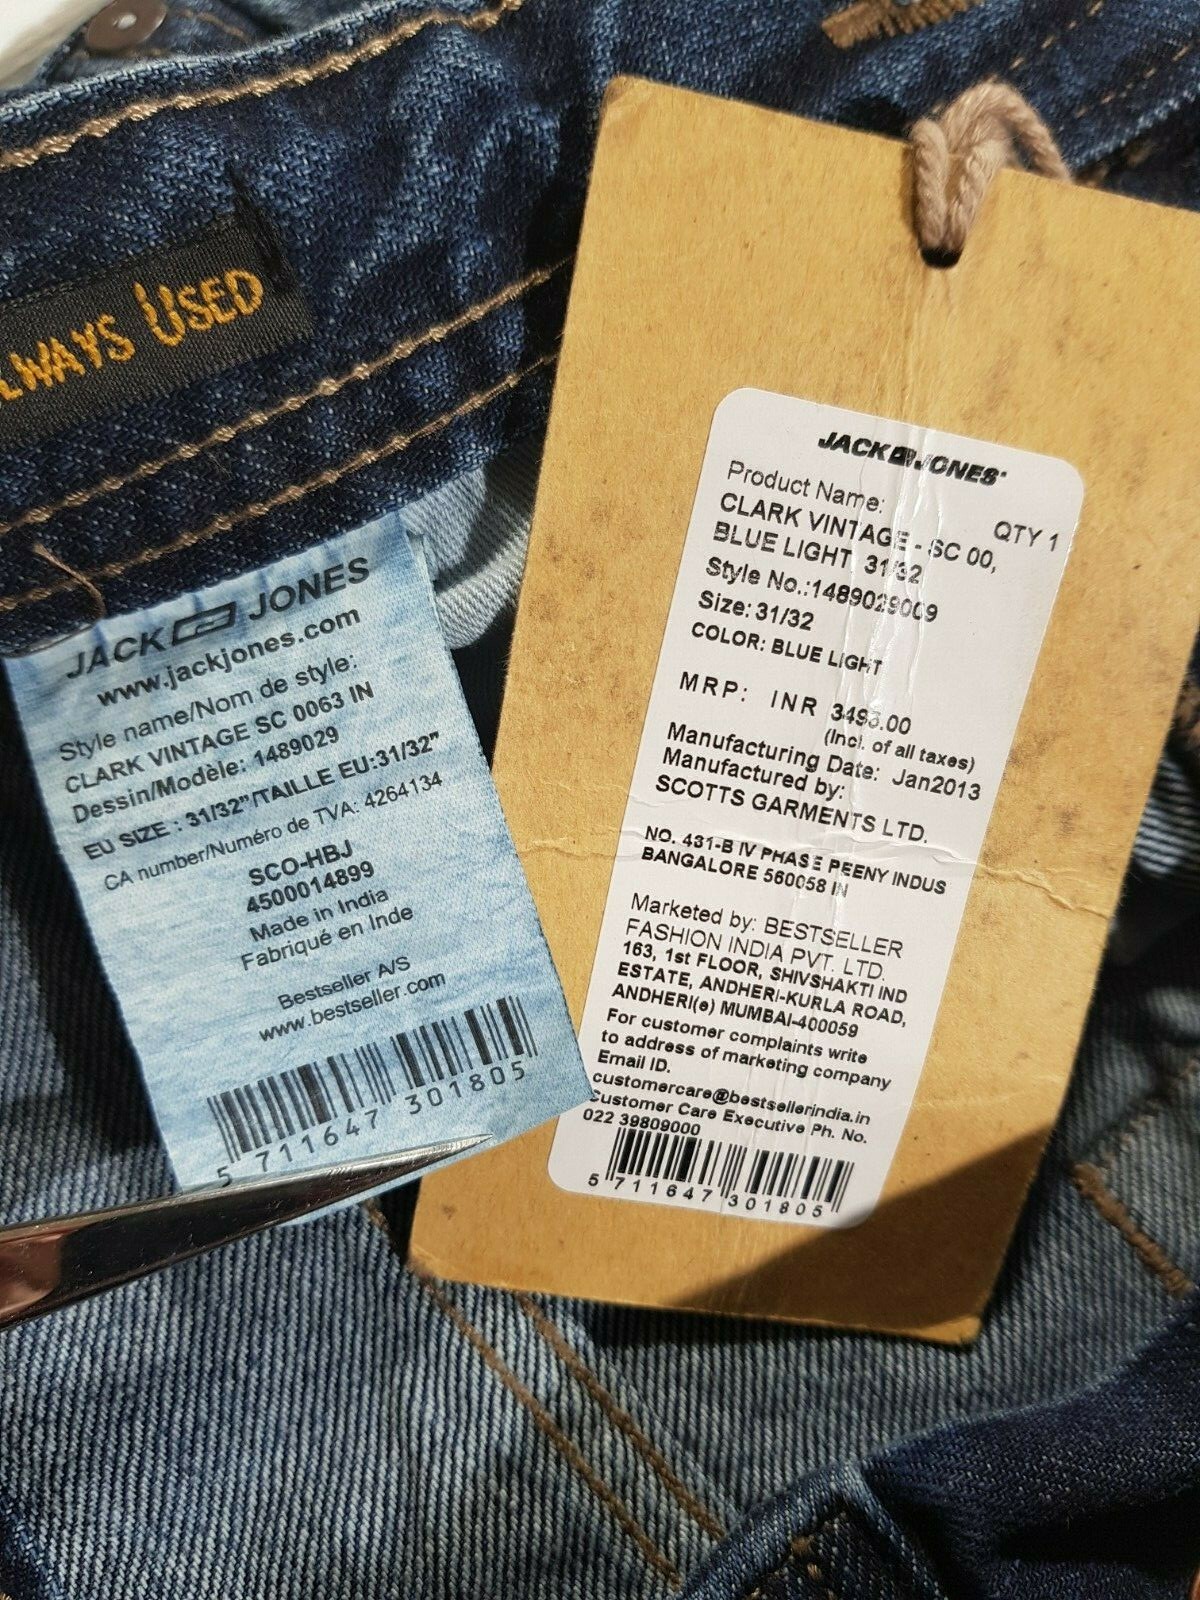 LWAYS USED
JACK JONES
www.jackjones.com
Style name/Nom de style:
CLARK VINTAGE SC 0063 IN
Dessin/Modèle: 1489029
EU SIZE : 31/32"/TAILLE EU:31/32"
CA number/Numéro de TVA: 4264134
SCO-HBJ
4500014899
Made in India
Fabriqué en Inde
Bestseller A/S
www.bestseller.com
5 711647 301805
JACK JONES
Product Name:
QTY 1
CLARK VINTAGE - SC 00,
BLUE LIGHT, 31/32
Style No.:1489029009
Size: 31/32
COLOR: BLUE LIGHT
MRP: INR 3493.00
(Incl. of all taxes)
Manufacturing Date: Jan2013
Manufactured by:
SCOTTS GARMENTS LTD.
NO. 431-B IV PHASE PEENY INDUS
BANGALORE 560058 IN
Marketed by: BESTSELLER
FASHION INDIA PVT. LTD.
163, 1st FLOOR, SHIVSHAKTI IND
ESTATE, ANDHERI-KURLA ROAD,
ANDHERI(e) MUMBAI-400059
For customer complaints write
to address of marketing company
Email ID.
customercare@bestsellerindia.in
Customer Care Executive Ph. No.
022 39809000
5 711647 301805